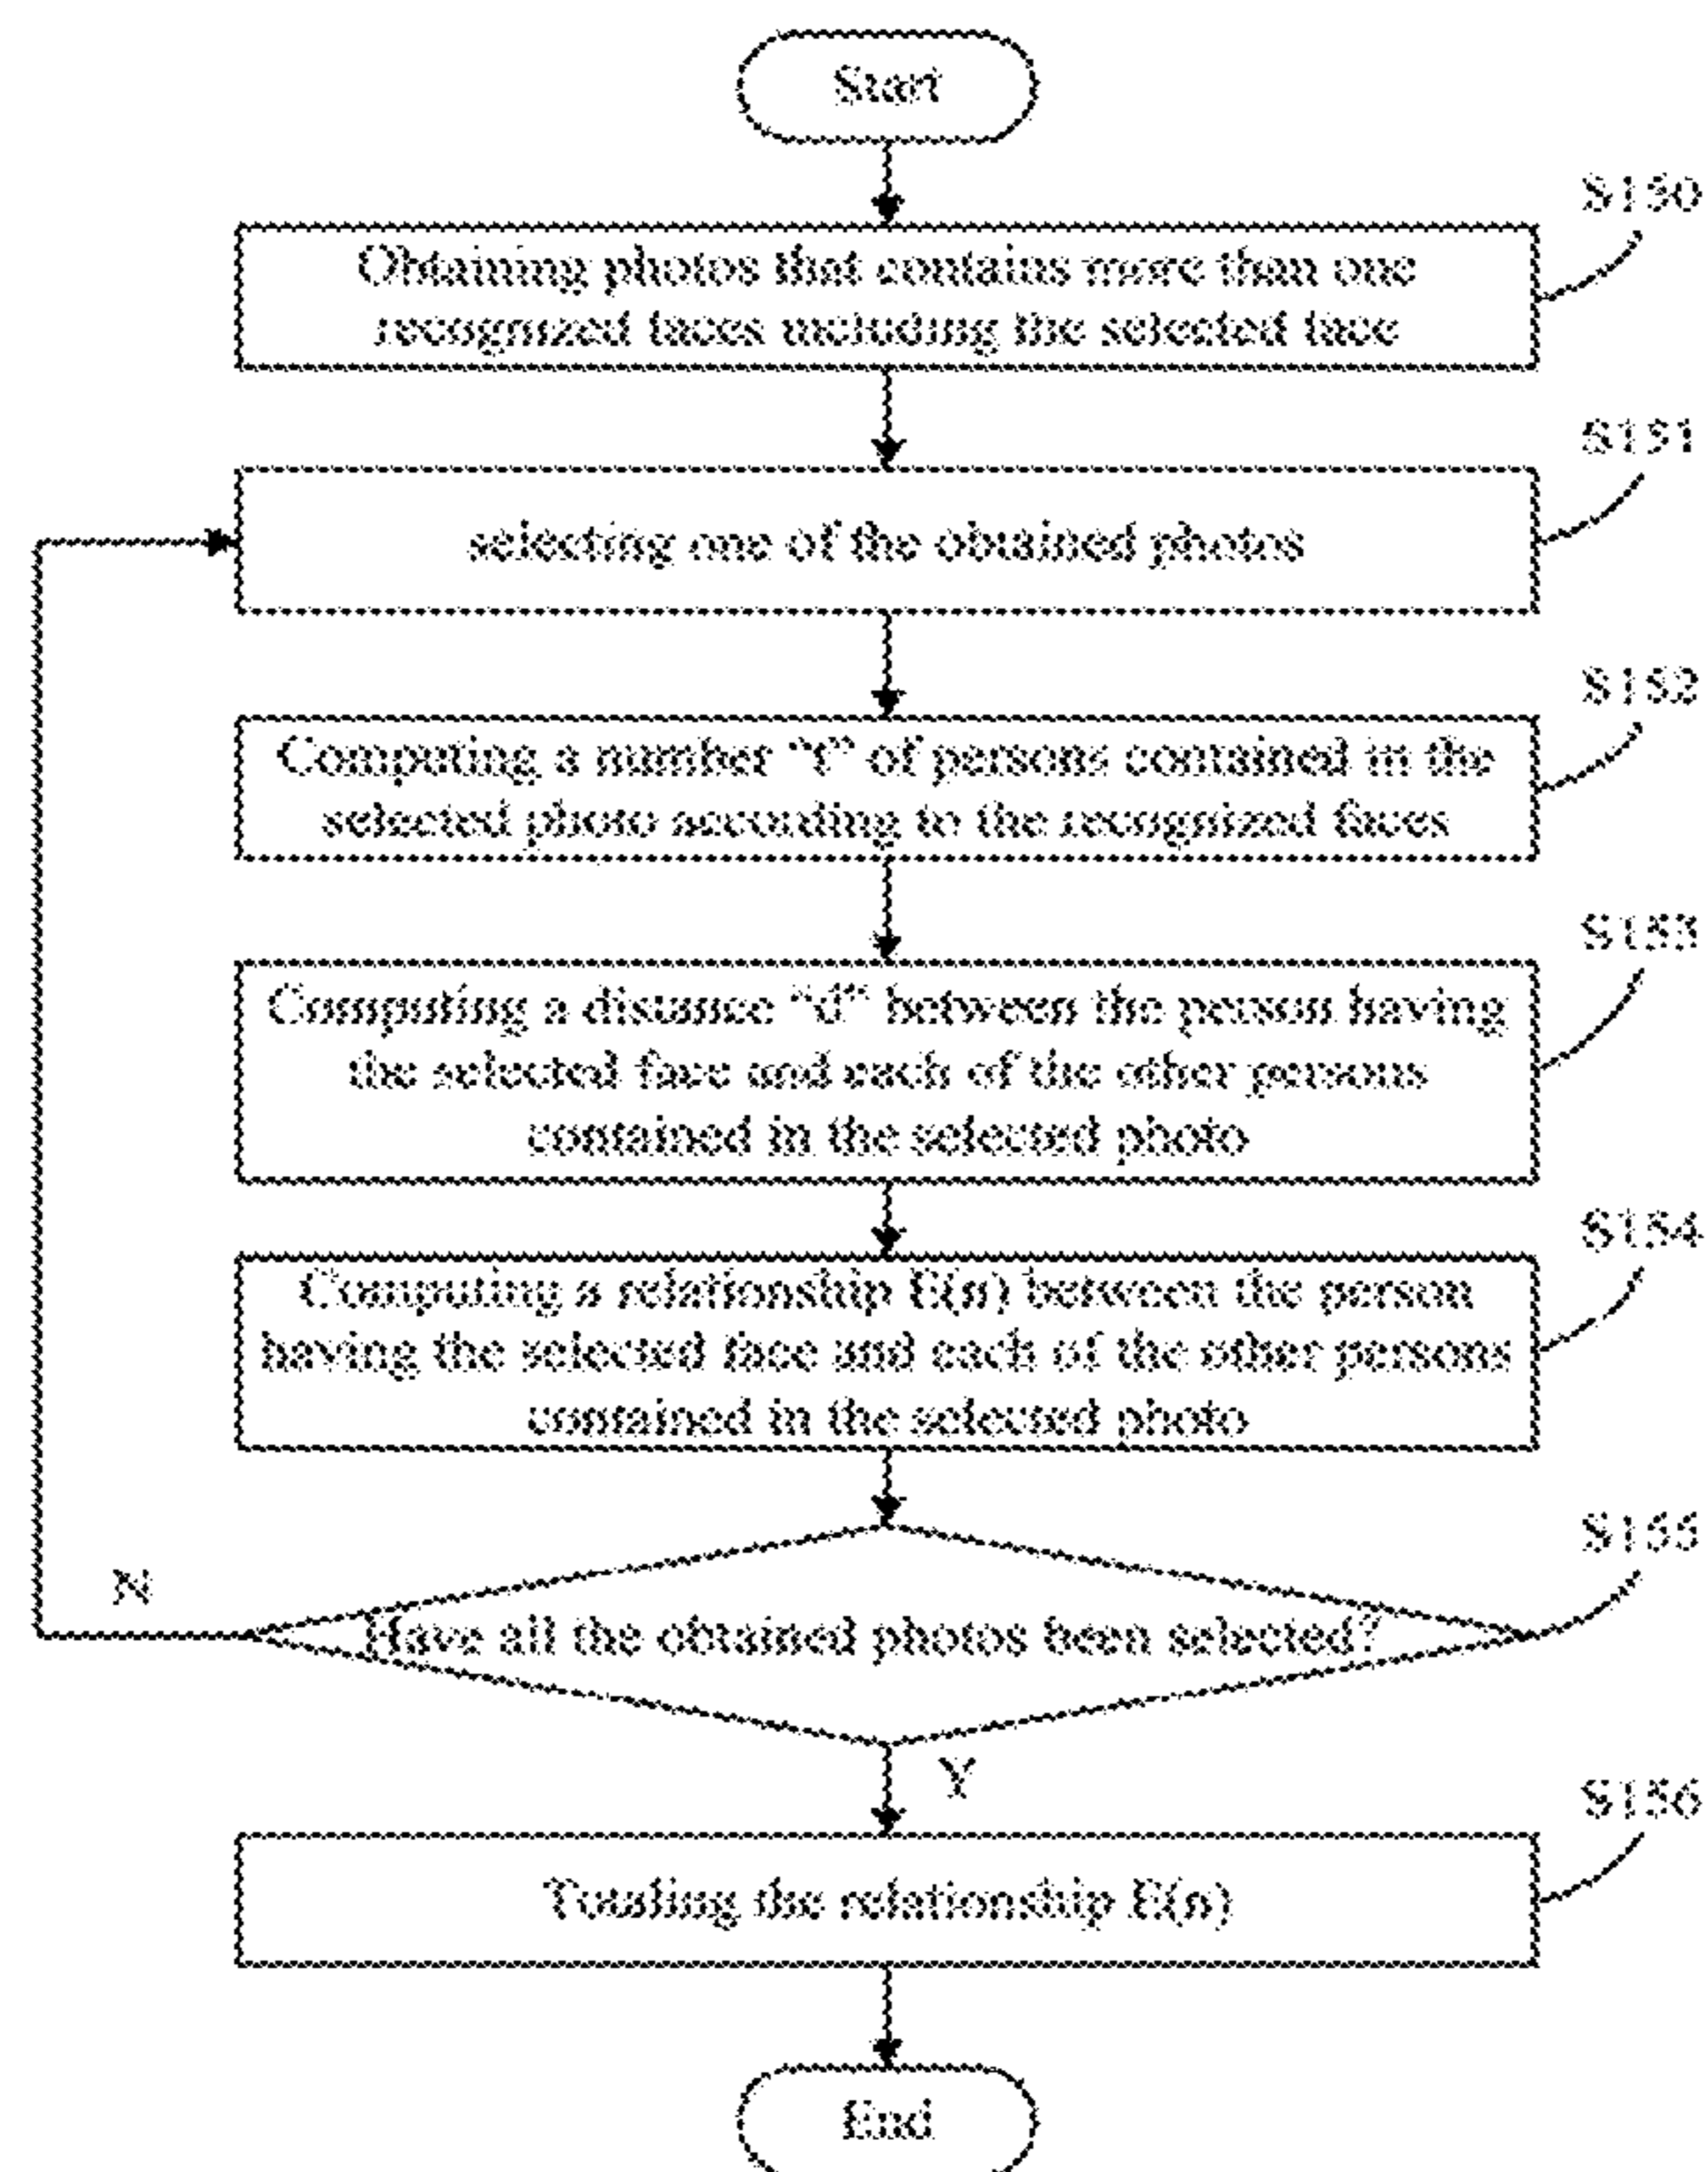 Start
S150
Obtaining photos that contains more than one
recognized faces including the selected face
S151
selecting one of the obtained photos
S152
Computing a number "f" of persons contained in the
selected photo according to the recognized faces
S153
Computing a distance "d" between the person having
the selected face and each of the other persons
contained in the selected photo
S154
Computing a relationship E(n) between the person
having the selected face and each of the other persons
contained in the selected photo
S155
N
Have all the obtained photos been selected?
Y
S156
Totaling the relationship E(n)
End